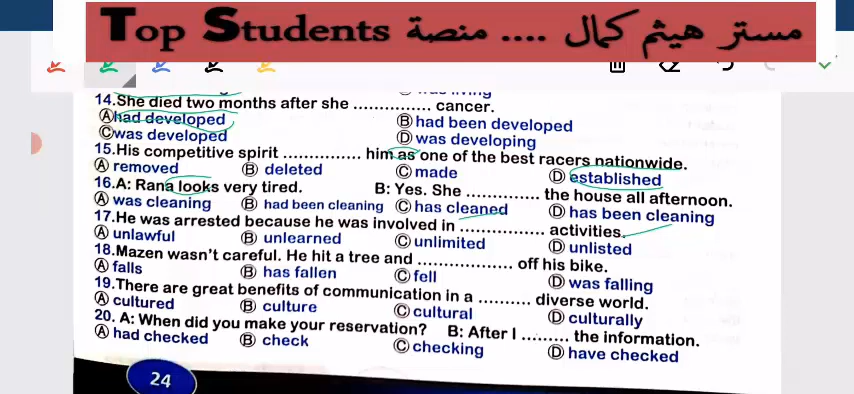 Top Students مستر هيثم كمال .... منصة
14.She died two months after she .............. cancer.
Ⓐhad developed Ⓑ had been developed
Ⓒwas developed Ⓓ was developing
15.His competitive spirit .............. him as one of the best racers nationwide.
Ⓐ removed Ⓑ deleted Ⓒ made Ⓓ established
16.A: Rana looks very tired. B: Yes. She ............. the house all afternoon.
Ⓐ was cleaning Ⓑ had been cleaning Ⓒ has cleaned Ⓓ has been cleaning
17.He was arrested because he was involved in ............... activities.
Ⓐ unlawful Ⓑ unlearned Ⓒ unlimited Ⓓ unlisted
18.Mazen wasn't careful. He hit a tree and ................. off his bike.
Ⓐ falls Ⓑ has fallen Ⓒ fell Ⓓ was falling
19.There are great benefits of communication in a .......... diverse world.
Ⓐ cultured Ⓑ culture Ⓒ cultural Ⓓ culturally
20. A: When did you make your reservation? B: After I ......... the information.
Ⓐ had checked Ⓑ check Ⓒ checking Ⓓ have checked
24